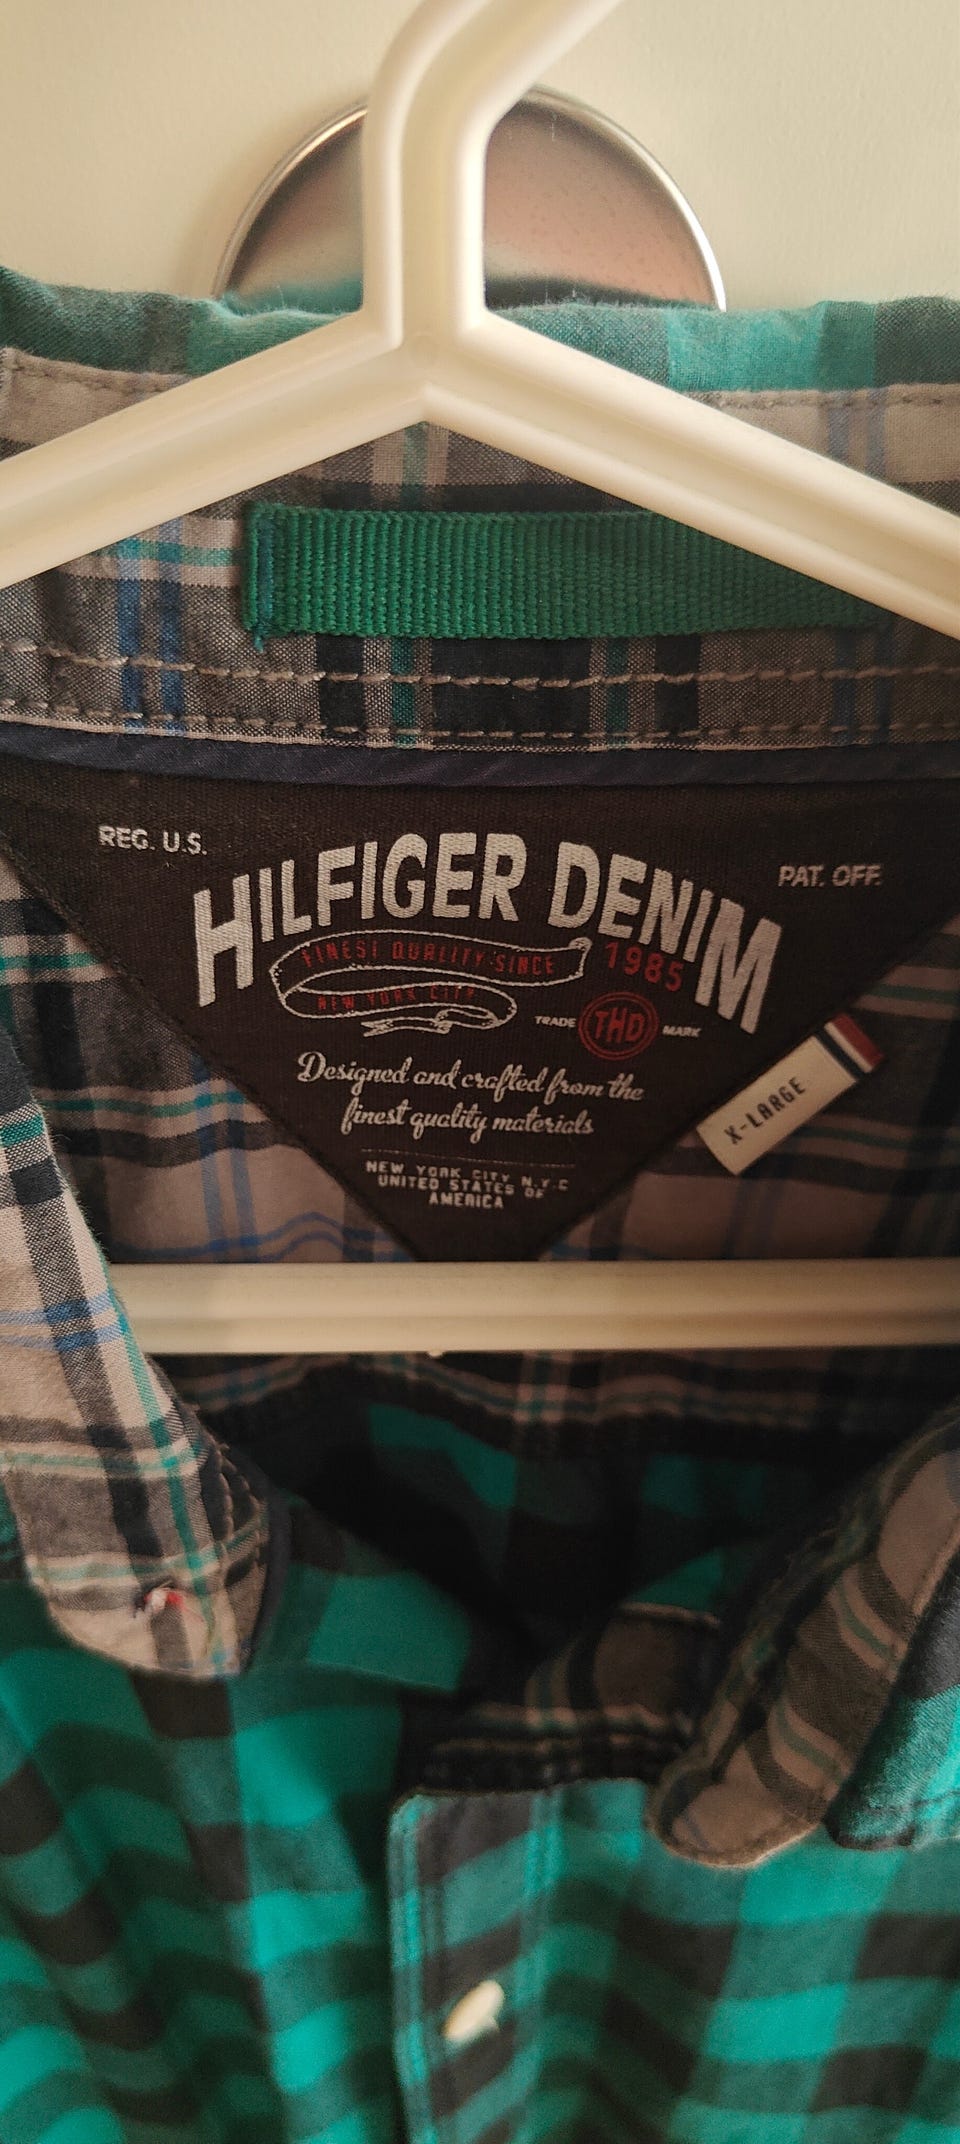 REG. U.S.
PAT. OFF.
HILFIGER DENIM
FINEST QUALITY·SINCE 1985
NEW YORK CITY
TRADE THD MARK
Designed and crafted from the
finest quality materials
NEW YORK CITY N.Y.C
UNITED STATES OF
AMERICA
X-LARGE